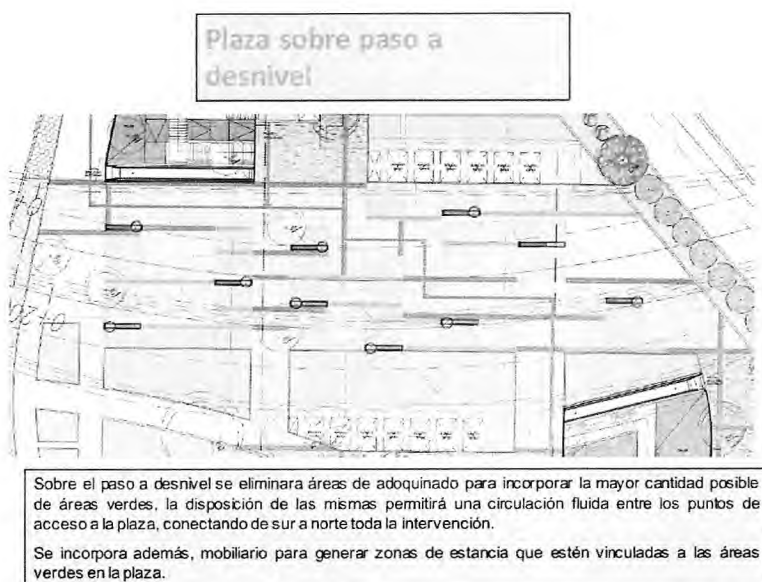 Plaza sobre paso a
desnivel
Sobre el paso a desnivel se eliminara áreas de adoquinado para incorporar la mayor cantidad posible
de áreas verdes, la disposición de las mismas permitirá una circulación fluida entre los puntos de
acceso a la plaza, conectando de sur a norte toda la intervención.
Se incorpora además, mobiliario para generar zonas de estancia que estén vinculadas a las áreas
verdes en la plaza.